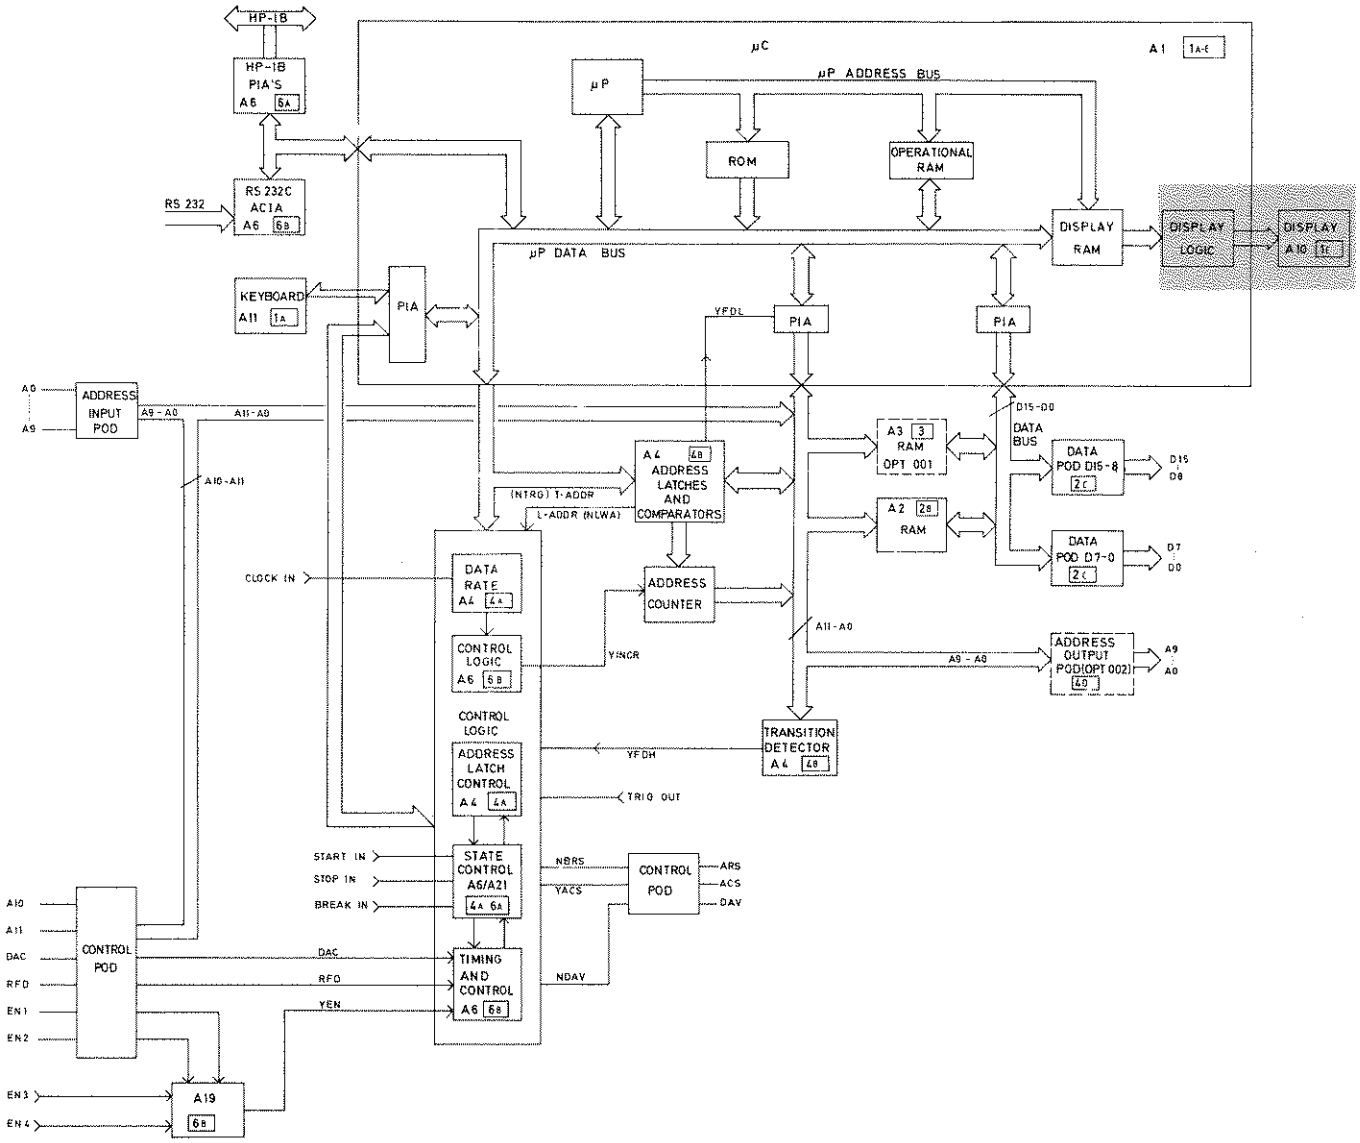 HP-IB
HP-IB
PIA'S
A6 6A
RS 232C
ACIA
A6 6B
RS 232
KEYBOARD
A11 1A
PIA
μC
A1 1A-E
μP
μP ADDRESS BUS
ROM
OPERATIONAL
RAM
DISPLAY
RAM
DISPLAY
LOGIC
DISPLAY
A10 1E
μP DATA BUS
PIA
PIA
YFDL
A0
A9
ADDRESS
INPUT
POD
A9-A0
A11-A0
A10-A11
D15-D0
DATA
BUS
A3 3
RAM
OPT 001
A2 2B
RAM
DATA
POD D15-8
2C
D15
D8
DATA
POD D7-0
2C
D7
D0
A4 4B
ADDRESS
LATCHES
AND
COMPARATORS
(NTRG) T-ADDR
L-ADDR (NLWA)
ADDRESS
COUNTER
CLOCK IN
DATA
RATE
A4 4A
CONTROL
LOGIC
A6 6B
YINCR
A11-A0
A9-A0
ADDRESS
OUTPUT
POD(OPT 002)
4D
A9
A0
CONTROL
LOGIC
ADDRESS
LATCH
CONTROL
A4 4A
TRANSITION
DETECTOR
A4 4B
YFDH
TRIG OUT
START IN
STOP IN
BREAK IN
STATE
CONTROL
A6/A21
4A 6A
NBRS
YACS
NDAV
CONTROL
POD
ARS
ACS
DAV
A10
A11
DAC
RFD
EN1
EN2
CONTROL
POD
DAC
RFD
YEN
TIMING
AND
CONTROL
A6 6B
EN3
EN4
A19
6B